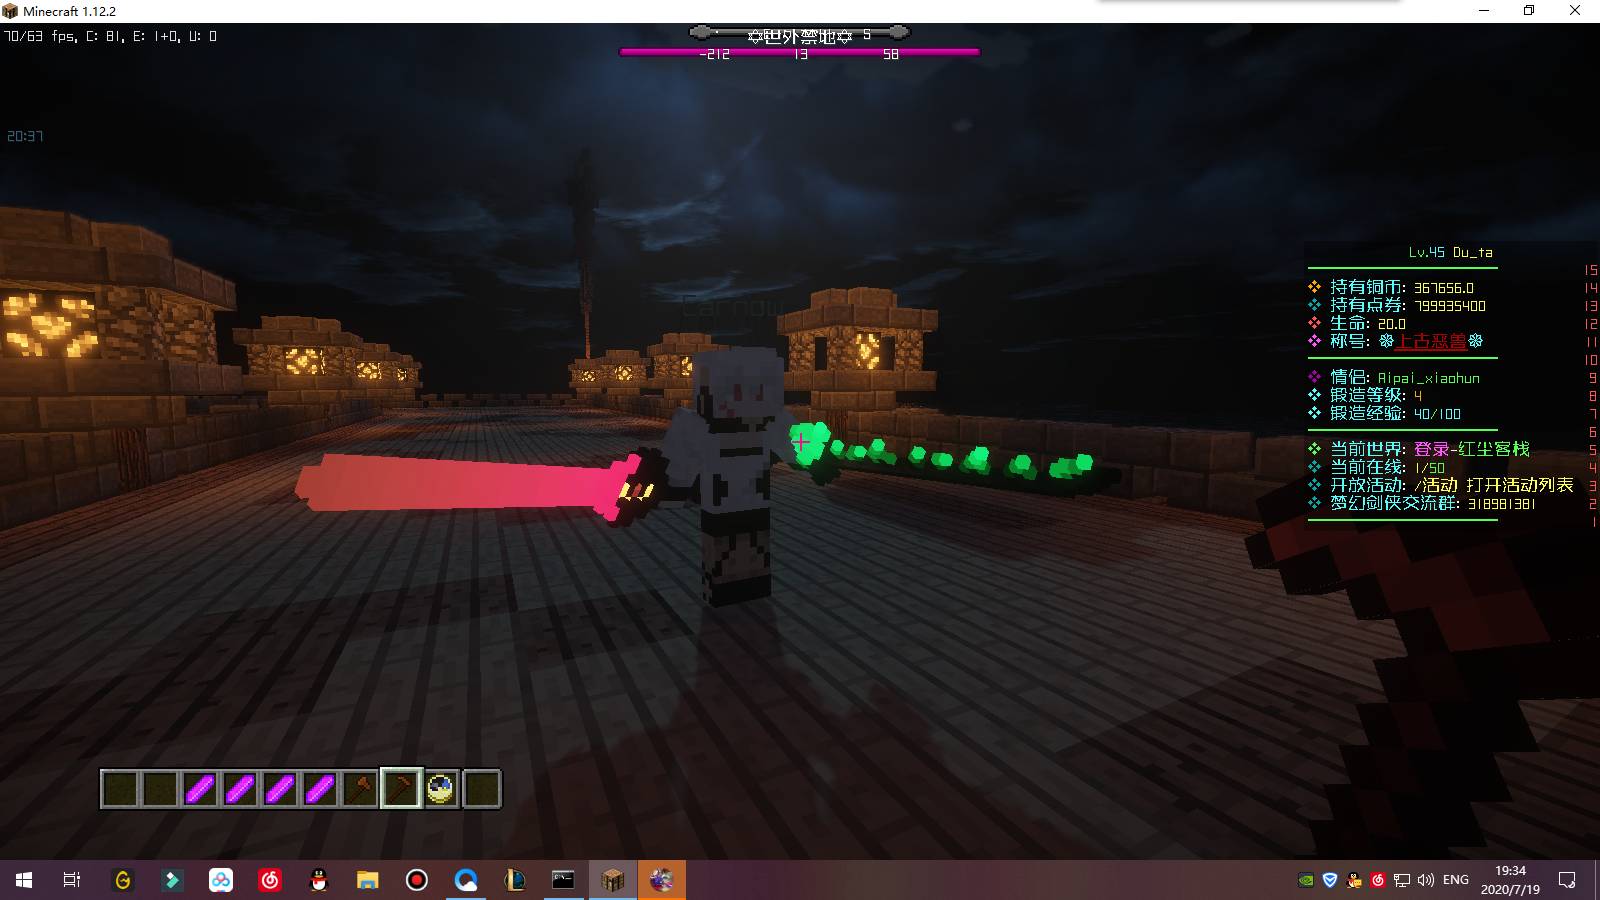 Minecraft 1.12.2
70/63 fps, C: 81, E: 1+0, U: 0
✡世外禁地✡ S
-212 13 58
20:37
Earnow
Lv.45 Du_ta
15
持有铜币: 367656.0 14
持有点券: 799935400 13
生命: 20.0 12
称号: ❆上古恶兽❆ 11
10
情侣: Aipai_xiaohun 9
锻造等级: 4 8
锻造经验: 40/100 7
6
当前世界: 登录-红尘客栈 5
当前在线: 1/50 4
开放活动: /活动 打开活动列表 3
梦幻剑侠交流群: 318981381 2
1
ENG
19:34
2020/7/19